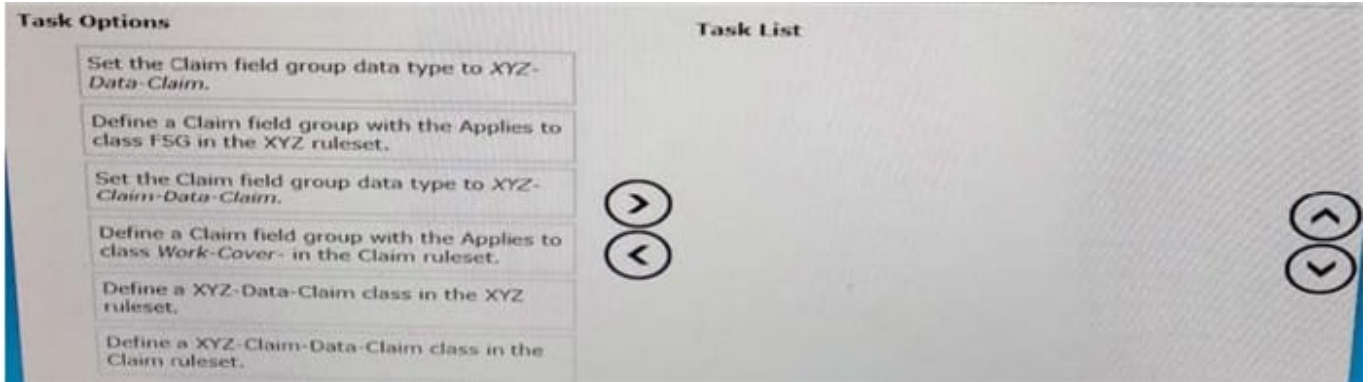 Task Options
Task List
Set the Claim field group data type to XYZ-
Data-Claim.
Define a Claim field group with the Applies to
class FSG in the XYZ ruleset.
Set the Claim field group data type to XYZ-
Claim-Data-Claim.
Define a Claim field group with the Applies to
class Work-Cover- in the Claim ruleset.
Define a XYZ-Data-Claim class in the XYZ
ruleset.
Define a XYZ-Claim-Data-Claim class in the
Claim ruleset.